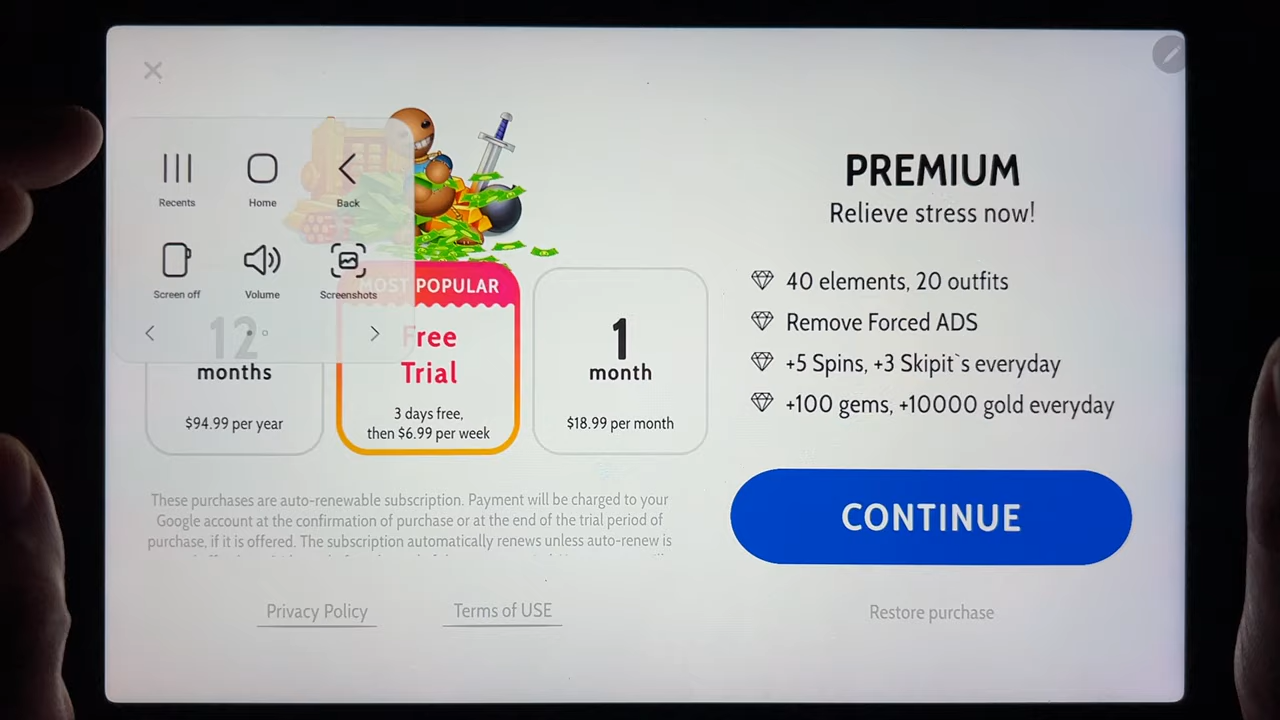 PREMIUM
Relieve stress now!
Recents
Home
Back
Screen off
Volume
Screenshots
MOST POPULAR
12
months
$94.99 per year
Free
Trial
3 days free,
then $6.99 per week
1
month
$18.99 per month
40 elements, 20 outfits
Remove Forced ADS
+5 Spins, +3 Skipit`s everyday
+100 gems, +10000 gold everyday
CONTINUE
These purchases are auto-renewable subscription. Payment will be charged to your
Google account at the confirmation of purchase or at the end of the trial period of
purchase, if it is offered. The subscription automatically renews unless auto-renew is
Privacy Policy
Terms of USE
Restore purchase